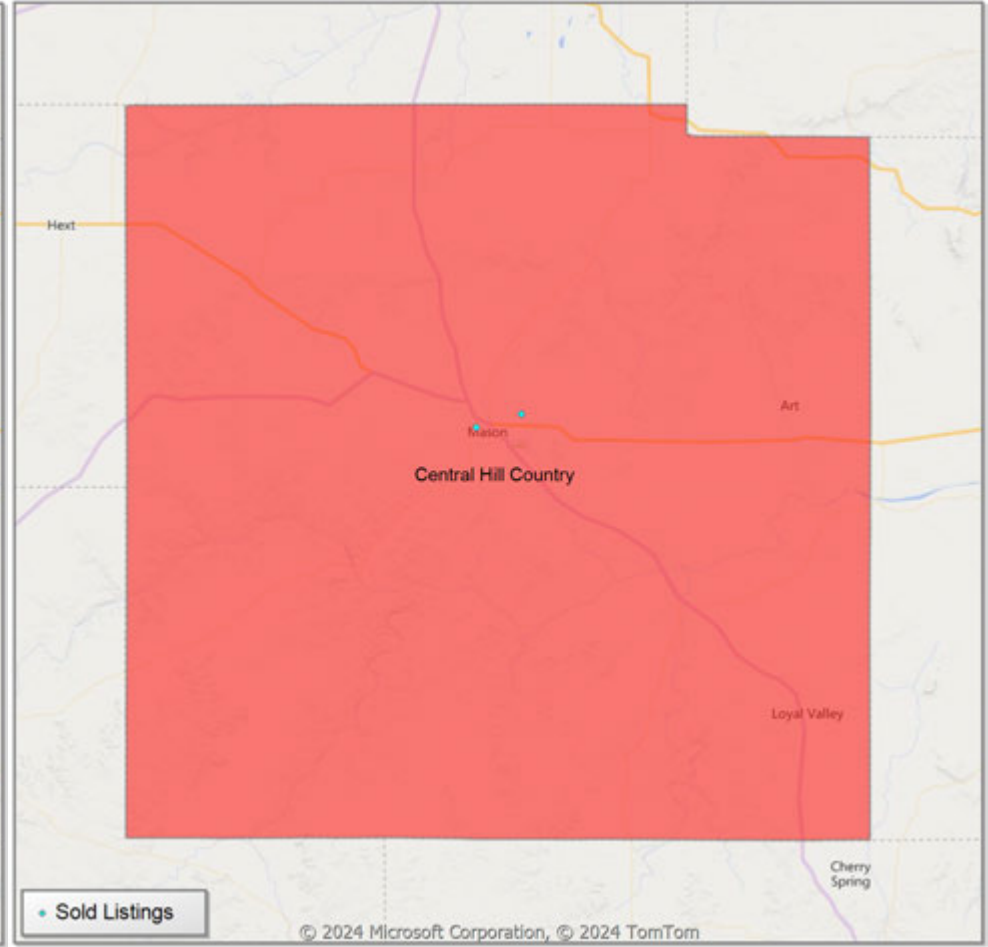 Hext
Art
Mason
Central Hill Country
Loyal Valley
Cherry
Spring
Sold Listings
© 2024 Microsoft Corporation, © 2024 TomTom